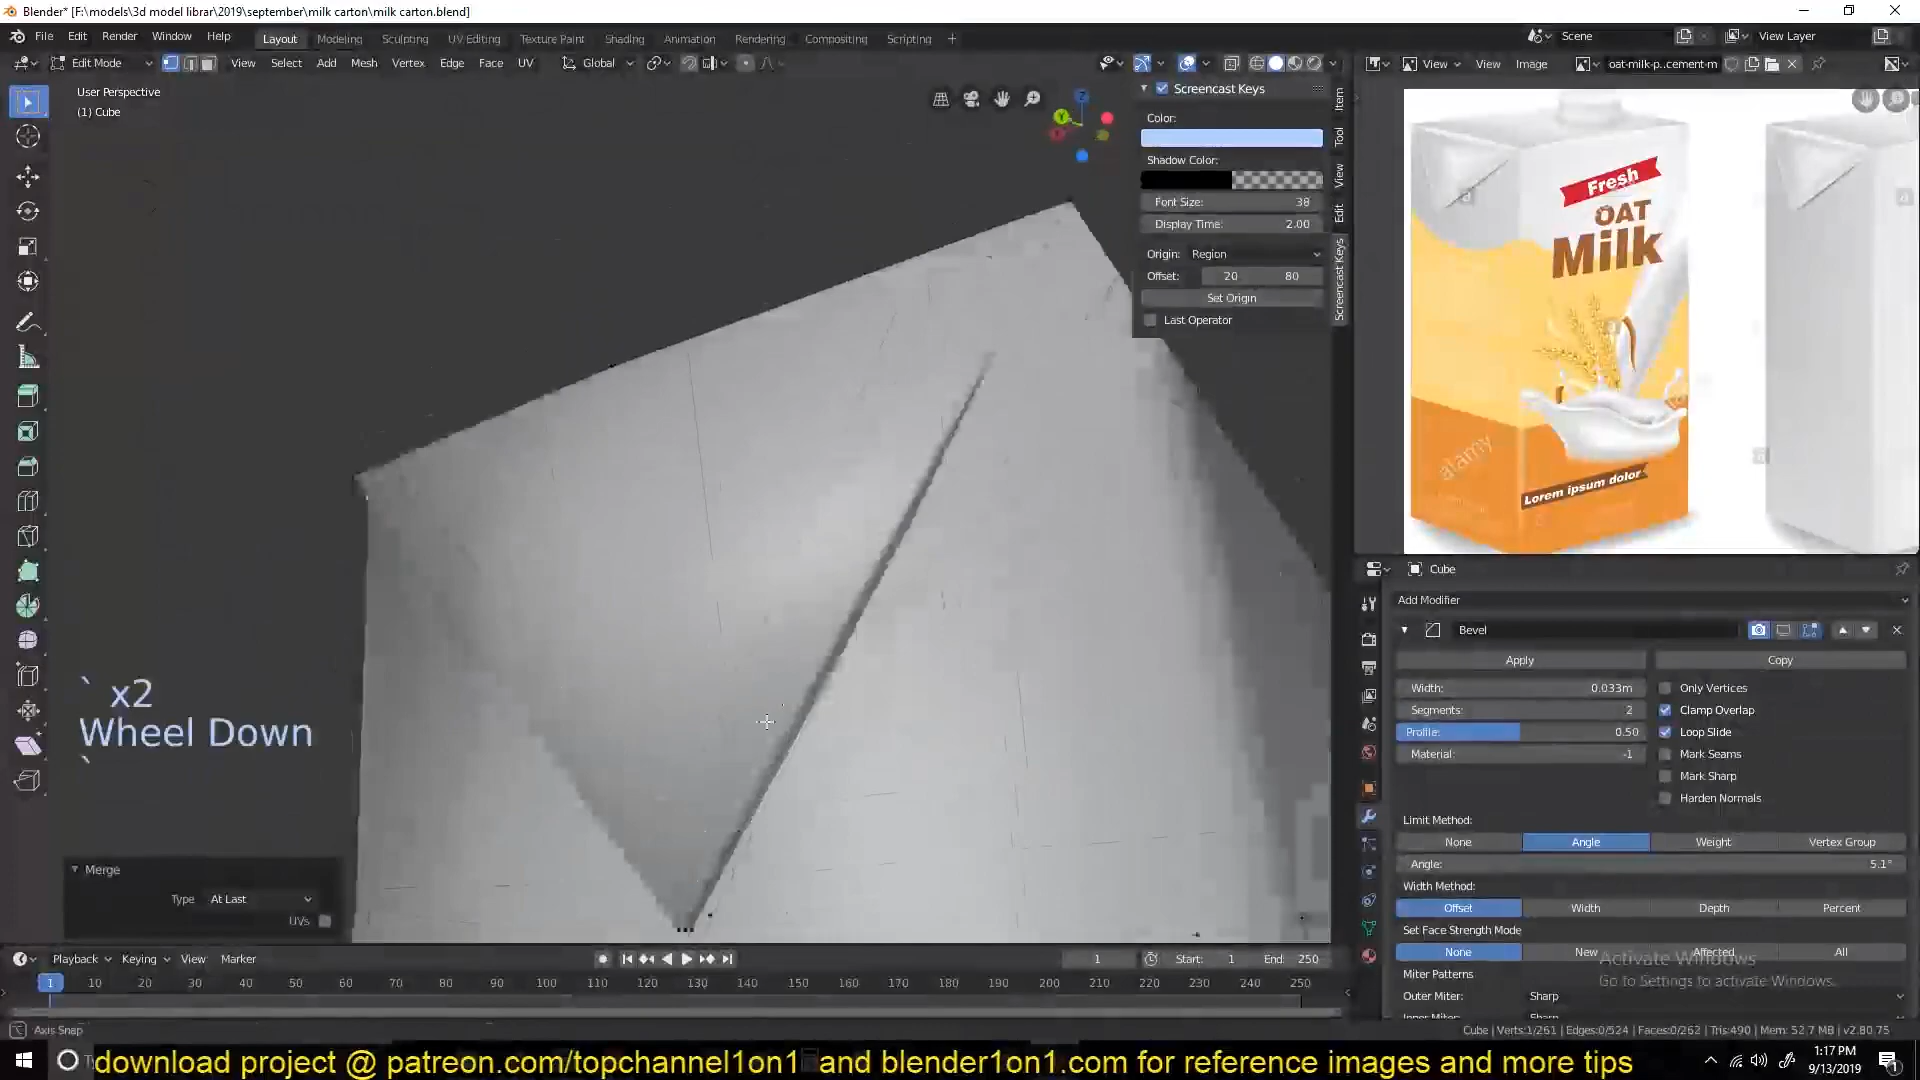 Blender* [F:\models\3d model librar\2019\september\milk carton\milk carton.blend]
File Edit Render Window Help Layout Modeling Sculpting UV Editing Texture Paint Shading Animation Rendering Compositing Scripting + Scene View Layer
Edit Mode View Select Add Mesh Vertex Edge Face UV Global View View Image oat-milk-p..cement-m
User Perspective
(1) Cube
Screencast Keys
Color:
Shadow Color:
Font Size: 38
Display Time: 2.00
Origin: Region
Offset: 20 80
Set Origin
Last Operator
Item
Tool
View
Edit
Screencast Keys
Z
Y
Fresh
OAT
Milk
alamy
Lorem ipsum dolor
a
a
a
a
` x2
Wheel Down
`
Merge
Type At Last
UVs
Cube
Add Modifier
Bevel
Apply Copy
Width: 0.033m Only Vertices
Segments: 2 Clamp Overlap
Profile: 0.50 Loop Slide
Material: -1 Mark Seams
Mark Sharp
Harden Normals
Limit Method:
None Angle Weight Vertex Group
Angle: 5.1°
Width Method:
Offset Width Depth Percent
Set Face Strength Mode
None New Affected All
Activate Windows
Miter Patterns
Go to Settings to activate Windows.
Outer Miter: Sharp
Inner Miter: Sharp
Playback Keying View Marker 1 Start: 1 End: 250
1 10 20 30 40 50 60 70 80 90 100 110 120 130 140 150 160 170 180 190 200 210 220 230 240 250
Axis Snap
Cube | Verts:1/261 | Edges:0/524 | Faces:0/262 | Tris:490 | Mem: 52.7 MB | v2.80.75
download project @ patreon.com/topchannel1on1 and blender1on1.com for reference images and more tips
1:17 PM
9/13/2019